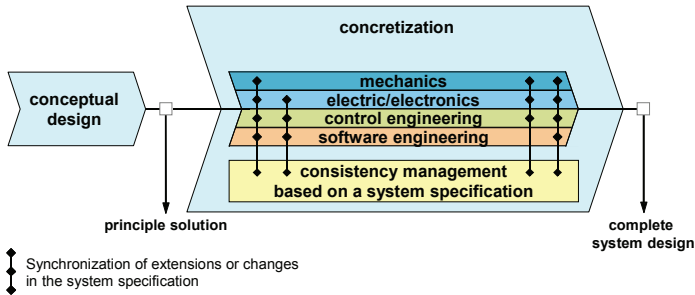 concretization
conceptual
design
mechanics
electric/electronics
control engineering
software engineering
consistency management
based on a system specification
principle solution
complete
system design
Synchronization of extensions or changes
in the system specification